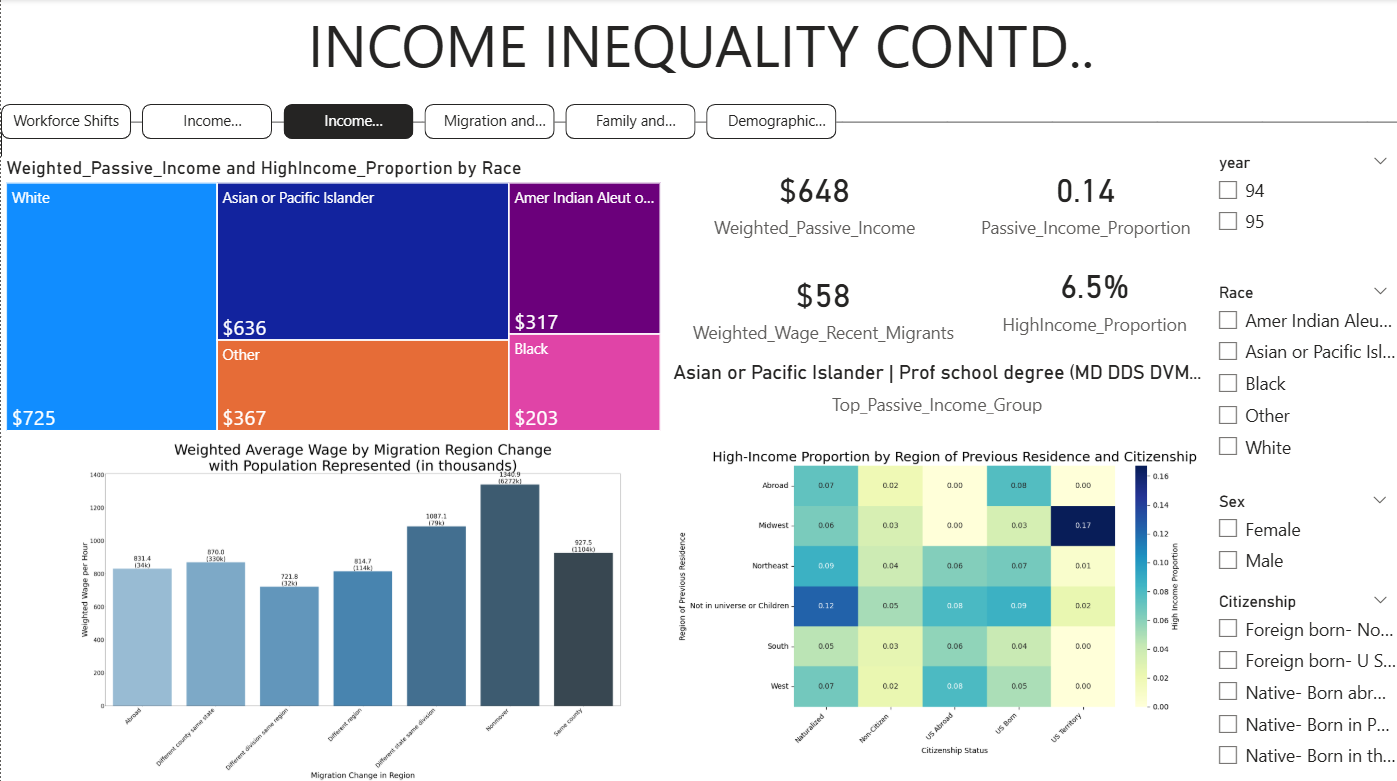 INCOME INEQUALITY CONTD..
Workforce Shifts
Income...
Income...
Migration and...
Family and...
Demographic...
Weighted_Passive_Income and HighIncome_Proportion by Race
White
$725
Asian or Pacific Islander
$636
Other
$367
Amer Indian Aleut o...
$317
Black
$203
$648
Weighted_Passive_Income
0.14
Passive_Income_Proportion
$58
Weighted_Wage_Recent_Migrants
6.5%
HighIncome_Proportion
Asian or Pacific Islander | Prof school degree (MD DDS DVM...
Top_Passive_Income_Group
year
94
95
Race
Amer Indian Aleu...
Asian or Pacific Isl...
Black
Other
White
Sex
Female
Male
Citizenship
Foreign born- No...
Foreign born- U S...
Native- Born abr...
Native- Born in P...
Native- Born in th...
Weighted Average Wage by Migration Region Change
with Population Represented (in thousands)
Weighted Wage per Hour
1400
1200
1000
800
600
400
200
0
831.4
(34k)
870.0
(330k)
721.8
(32k)
814.7
(114k)
1087.1
(79k)
1340.9
(6272k)
927.5
(1104k)
Abroad
Different county same state
Different division same region
Different region
Different state same division
Nonmover
Same county
Migration Change in Region
High-Income Proportion by Region of Previous Residence and Citizenship
Region of Previous Residence
Abroad 0.07 0.02 0.00 0.08 0.00
Midwest 0.06 0.03 0.00 0.03 0.17
Northeast 0.09 0.04 0.06 0.07 0.01
Not in universe or Children 0.12 0.05 0.08 0.09 0.02
South 0.05 0.03 0.06 0.04 0.00
West 0.07 0.02 0.08 0.05 0.00
Naturalized
Non-Citizen
US Abroad
US Born
US Territory
Citizenship Status
0.16
0.14
0.12
0.10
0.08
0.06
0.04
0.02
0.00
High Income Proportion